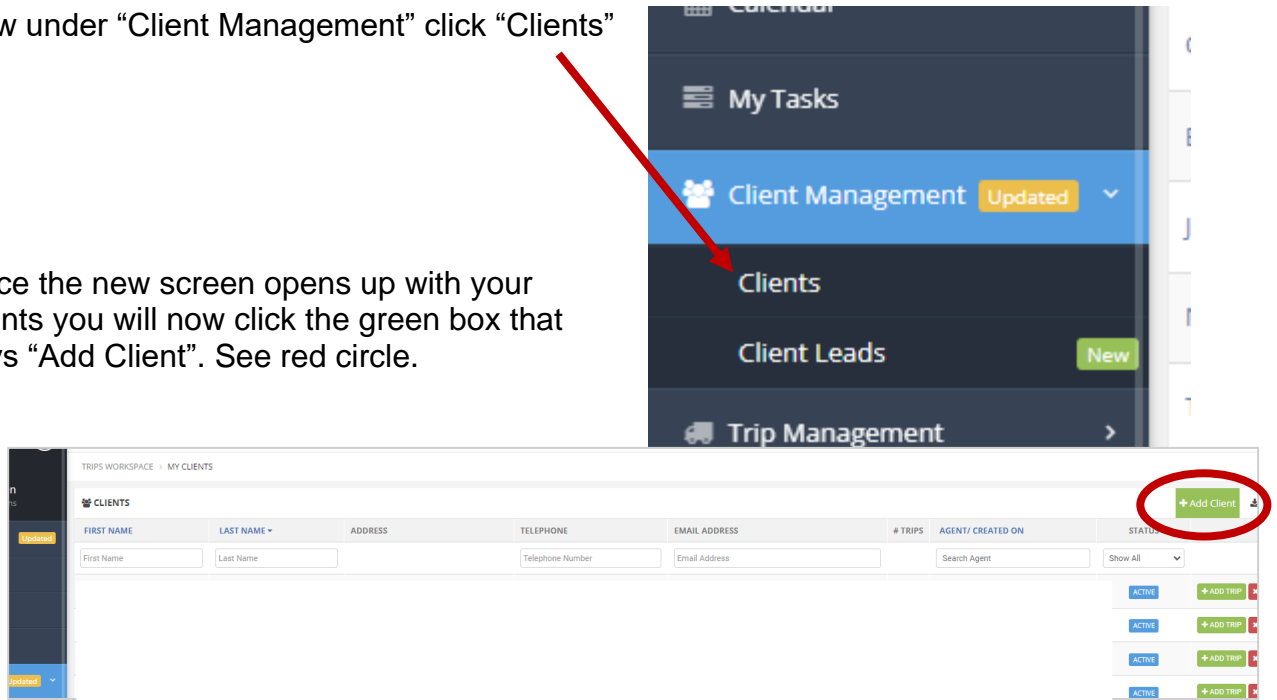 under “Client Management” click “Clients”
Calendar
My Tasks
Client Management Updated
Clients
Client Leads New
Trip Management
the new screen opens up with your
you will now click the green box that
“Add Client”. See red circle.
TRIPS WORKSPACE > MY CLIENTS
CLIENTS
+ Add Client
FIRST NAME LAST NAME ADDRESS TELEPHONE EMAIL ADDRESS # TRIPS AGENT/ CREATED ON STATUS
First Name Last Name Telephone Number Email Address Search Agent Show All
Updated
ACTIVE + ADD TRIP
ACTIVE + ADD TRIP
ACTIVE + ADD TRIP
Updated
ACTIVE + ADD TRIP